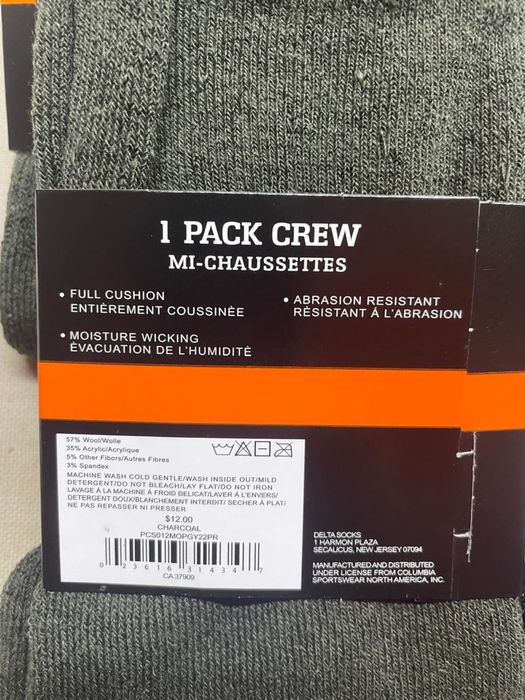 1 PACK CREW
MI-CHAUSSETTES
• FULL CUSHION
ENTIÈREMENT COUSSINÉE
• ABRASION RESISTANT
RÉSISTANT Á L'ABRASION
• MOISTURE WICKING
ÉVACUATION DE L'HUMIDITÉ
57% Wool/Wolle
35% Acrylic/Acrylique
5% Other Fibors/Autres Fibres
3% Spandex
MACHINE WASH COLD GENTLE/WASH INSIDE OUT/MILD
DETERGENT/DO NOT BLEACH/LAY FLAT/DO NOT IRON
LAVAGE Á LA MACHINE Á FROID DELICAT/LAVER Á L'ENVERS/
DETERGENT DOUX/BLANCHEMENT INTERDIT/ SECHER Á PLAT/
NE PAS REPASSER NI PRESSER
$12.00
CHARCOAL
PCS012MOPGY22PR
0 23616 31434 7
CA 37909
DELTA SOCKS
1 HARMON PLAZA
SECAUCUS, NEW JERSEY 07094
MANUFACTURED AND DISTRIBUTED
UNDER LICENSE FROM COLUMBIA
SPORTSWEAR NORTH AMERICA, INC.